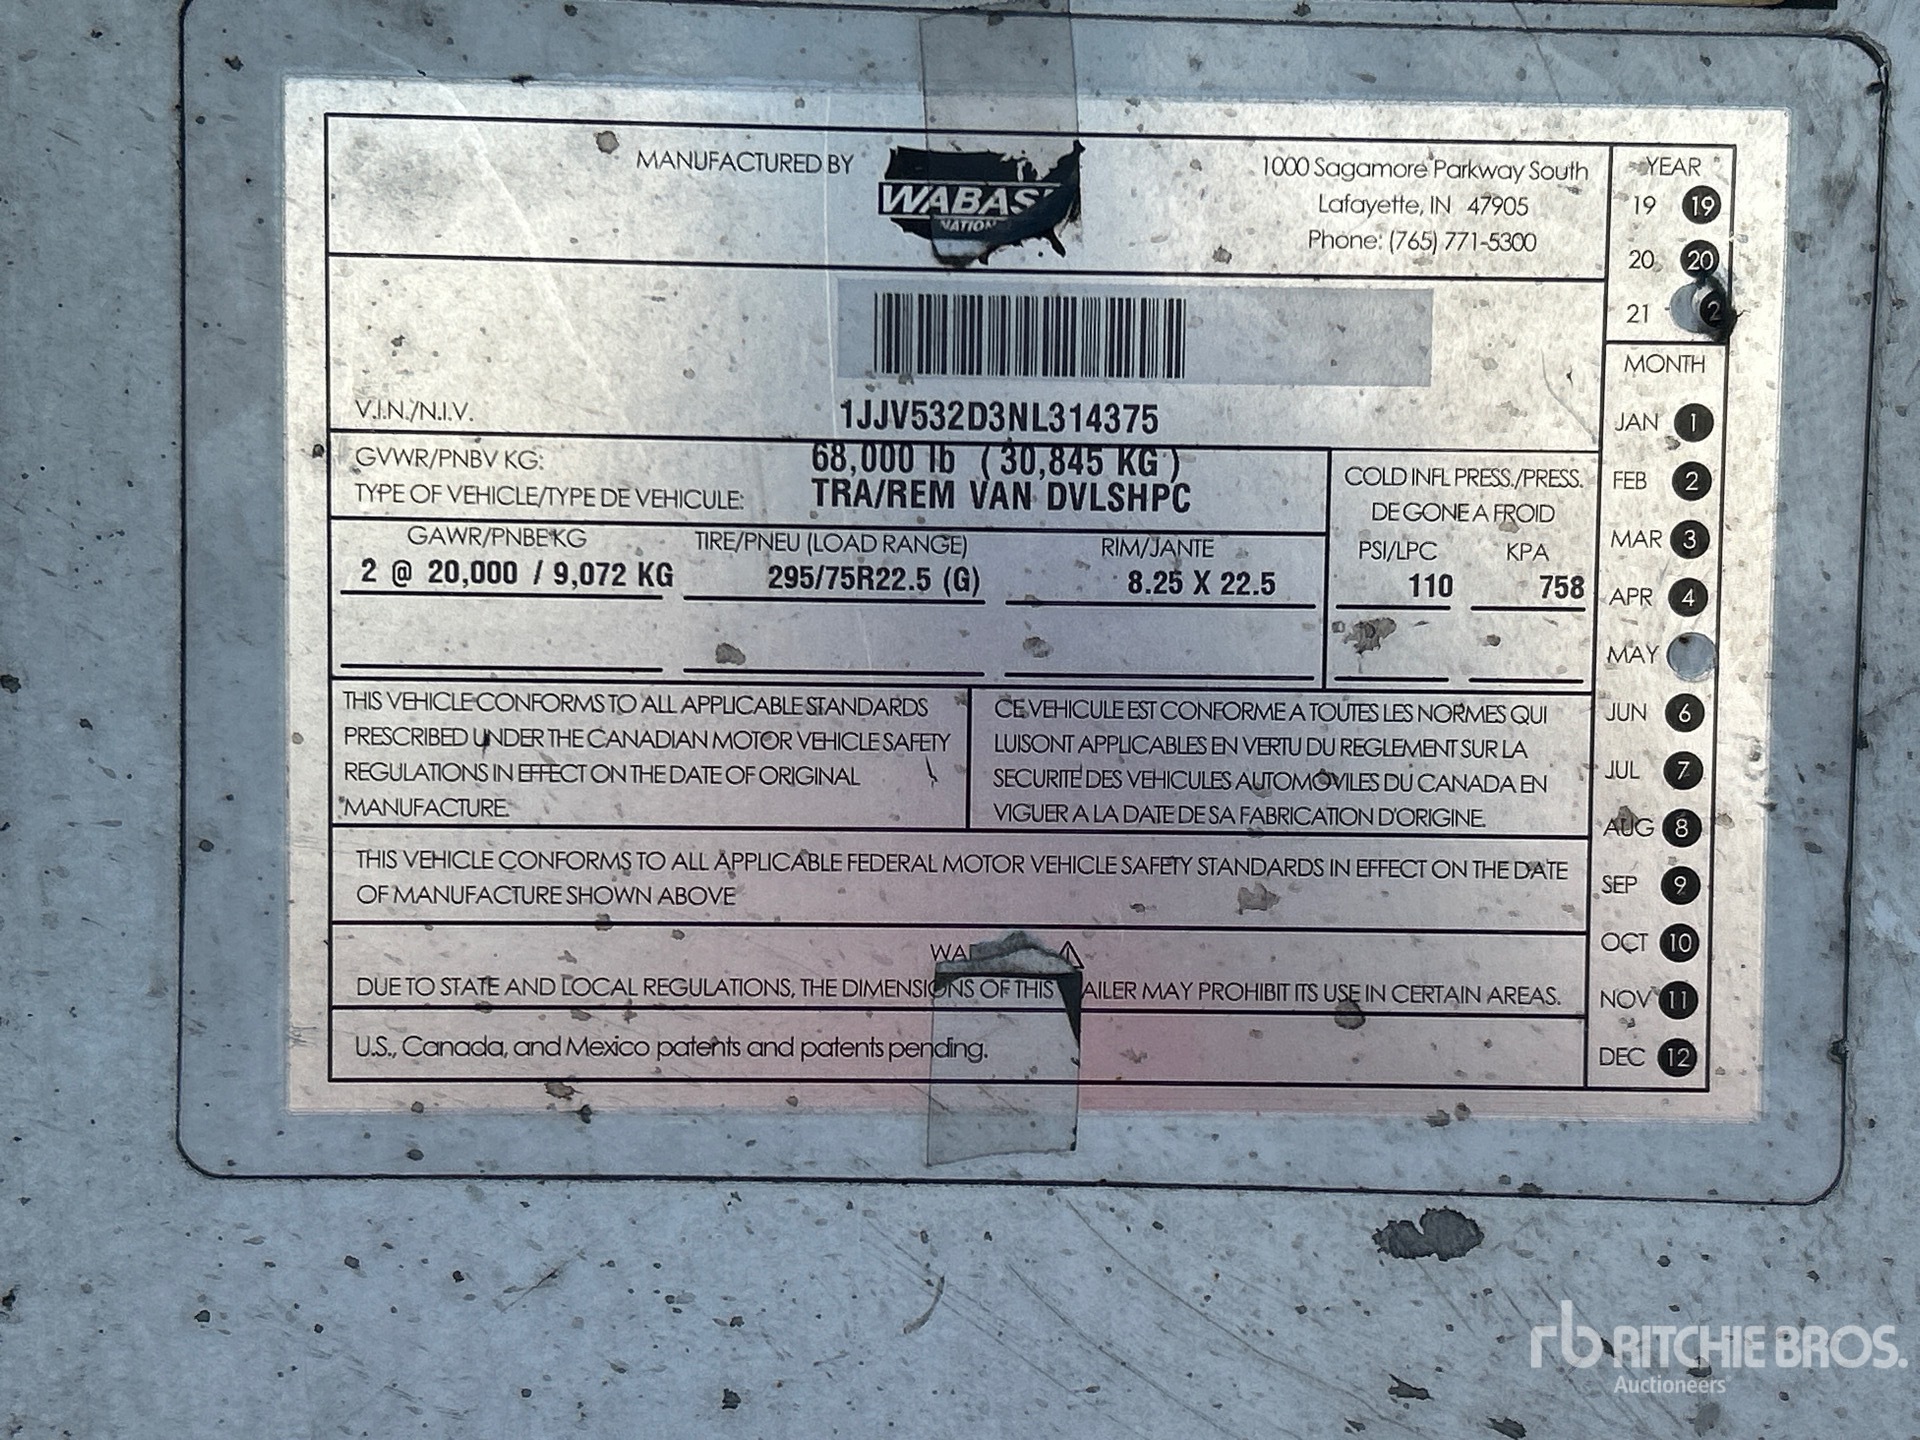 MANUFACTURED BY
WABAS
NATION
1000 Sagamore Parkway South
Lafayette, IN 47905
Phone: (765) 771-5300
YEAR
19 19
20 20
21 2
V.I.N./N.I.V. 1JJV532D3NL314375
GVWR/PNBV KG: 68,000 lb ( 30,845 KG )
TYPE OF VEHICLE/TYPE DE VEHICULE: TRA/REM VAN DVLSHPC
COLD INFL PRESS./PRESS.
DE GONE A FROID
GAWR/PNBE KG TIRE/PNEU (LOAD RANGE) RIM/JANTE PSI/LPC KPA
2 @ 20,000 / 9,072 KG 295/75R22.5 (G) 8.25 X 22.5 110 758
THIS VEHICLE CONFORMS TO ALL APPLICABLE STANDARDS
PRESCRIBED UNDER THE CANADIAN MOTOR VEHICLE SAFETY
REGULATIONS IN EFFECT ON THE DATE OF ORIGINAL
MANUFACTURE.
CE VEHICULE EST CONFORME A TOUTES LES NORMES QUI
LUISONT APPLICABLES EN VERTU DU REGLEMENT SUR LA
SECURITE DES VEHICULES AUTOMOVILES DU CANADA EN
VIGUER A LA DATE DE SA FABRICATION D'ORIGINE.
THIS VEHICLE CONFORMS TO ALL APPLICABLE FEDERAL MOTOR VEHICLE SAFETY STANDARDS IN EFFECT ON THE DATE
OF MANUFACTURE SHOWN ABOVE
WA
DUE TO STATE AND LOCAL REGULATIONS, THE DIMENSIONS OF THIS AILER MAY PROHIBIT ITS USE IN CERTAIN AREAS.
U.S., Canada, and Mexico patents and patents pending.
MONTH
JAN 1
FEB 2
MAR 3
APR 4
MAY
JUN 6
JUL 7
AUG 8
SEP 9
OCT 10
NOV 11
DEC 12
rb RITCHIE BROS.
Auctioneers